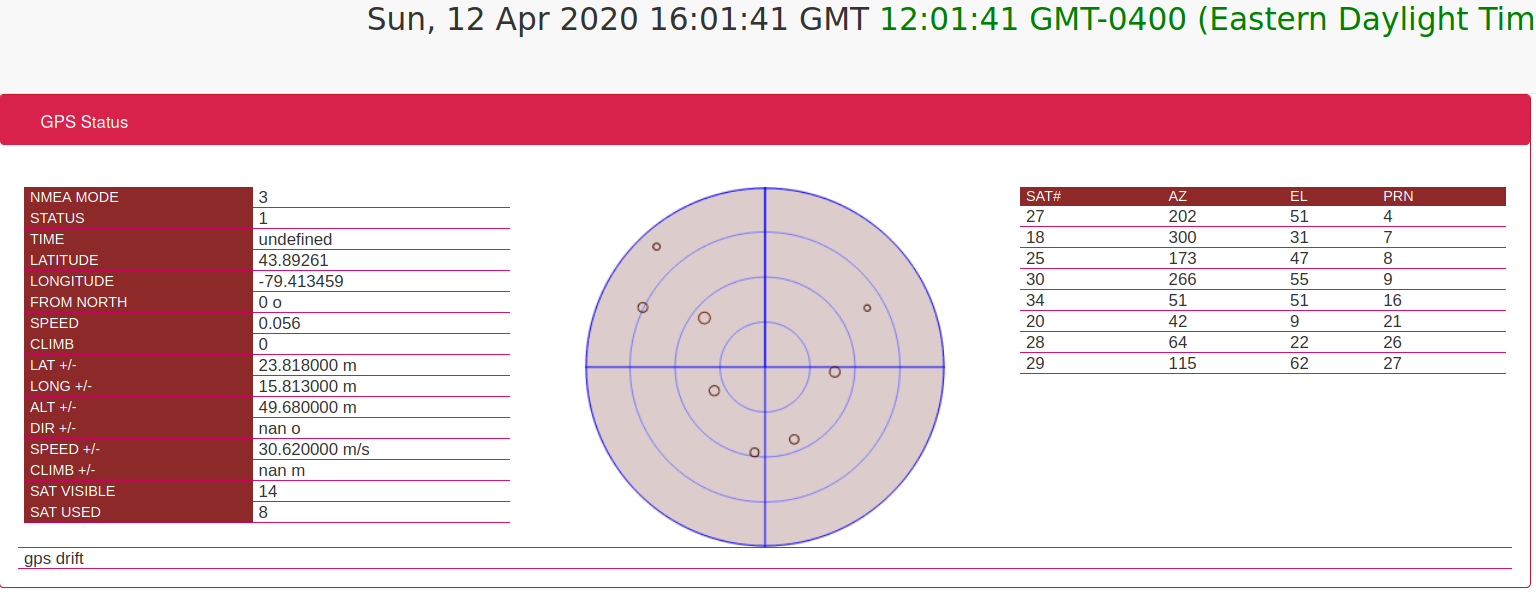 Sun, 12 Apr 2020 16:01:41 GMT 12:01:41 GMT-0400 (Eastern Daylight Tim
GPS Status
NMEA MODE 3
STATUS 1
TIME undefined
LATITUDE 43.89261
LONGITUDE -79.413459
FROM NORTH 0 o
SPEED 0.056
CLIMB 0
LAT +/- 23.818000 m
LONG +/- 15.813000 m
ALT +/- 49.680000 m
DIR +/- nan o
SPEED +/- 30.620000 m/s
CLIMB +/- nan m
SAT VISIBLE 14
SAT USED 8
SAT# AZ EL PRN
27 202 51 4
18 300 31 7
25 173 47 8
30 266 55 9
34 51 51 16
20 42 9 21
28 64 22 26
29 115 62 27
gps drift